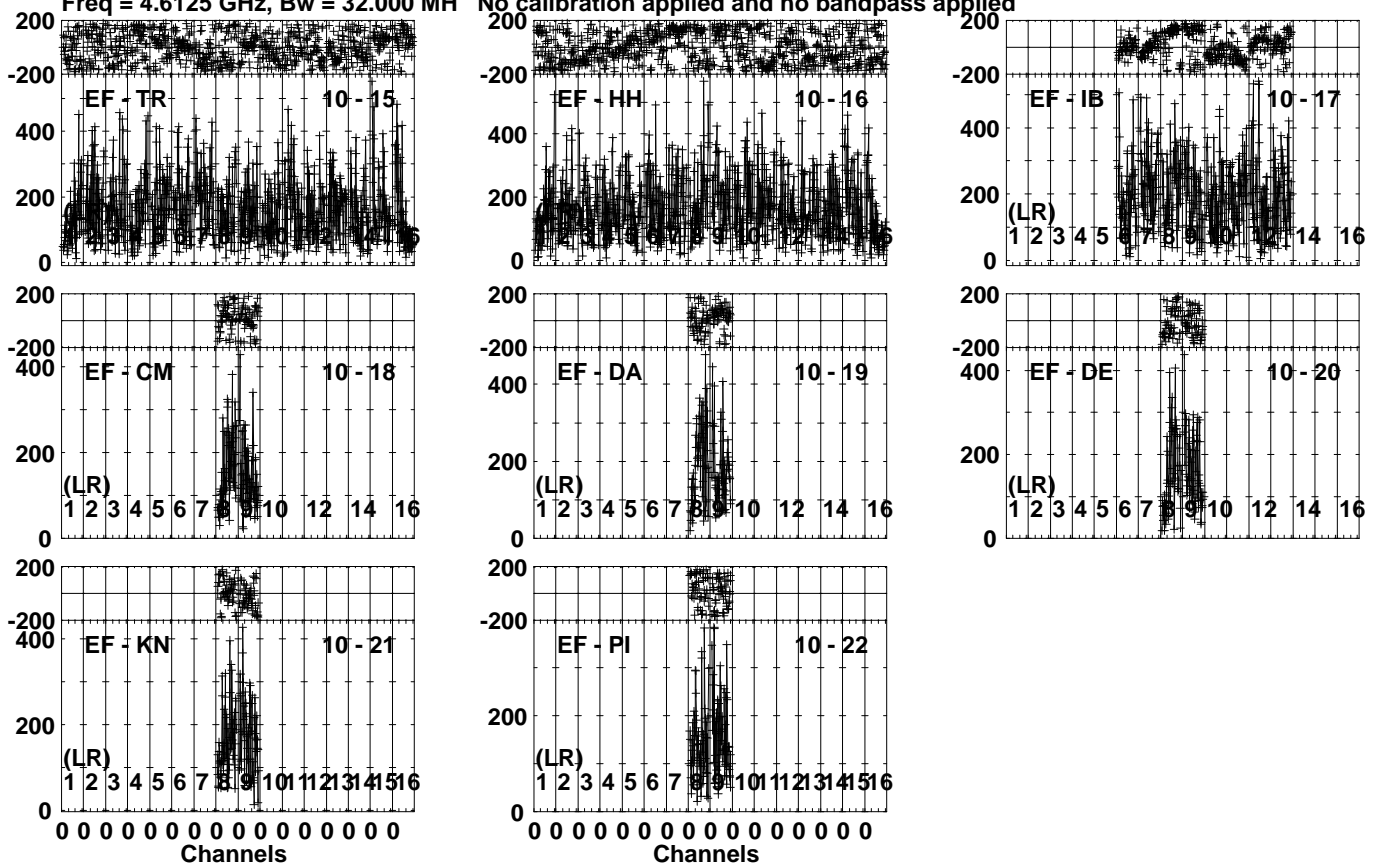 Freq = 4.6125 GHz, Bw = 32.000 MH No calibration applied and no bandpass applied
200
-200
EF - TR 10 - 15
400
200
0
200
-200
EF - HH 10 - 16
400
200
0
200
-200
EF - IB 10 - 17
400
200
(LR)
1 2 3 4 5 6 7 8 9 10 12 14 16
0
200
-200
EF - CM 10 - 18
400
200
(LR)
1 2 3 4 5 6 7 8 9 10 12 14 16
0
200
-200
EF - DA 10 - 19
400
200
(LR)
1 2 3 4 5 6 7 8 9 10 12 14 16
0
200
-200
EF - DE 10 - 20
400
200
(LR)
1 2 3 4 5 6 7 8 9 10 12 14 16
0
200
-200
EF - KN 10 - 21
400
200
(LR)
1 2 3 4 5 6 7 8 9 10 11 12 13 14 15 16
0
0 0 0 0 0 0 0 0 0 0 0 0 0 0 0 0
Channels
200
-200
EF - PI 10 - 22
200
(LR)
1 2 3 4 5 6 7 8 9 10 11 12 13 14 15 16
0
0 0 0 0 0 0 0 0 0 0 0 0 0 0 0 0
Channels